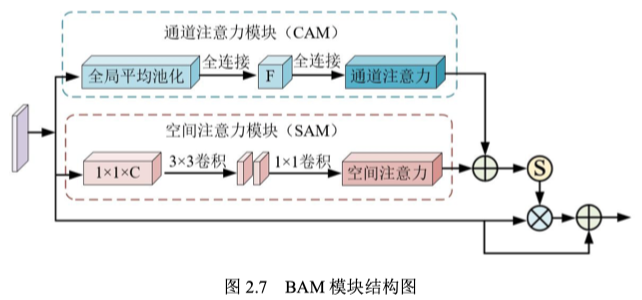 通道注意力模块（CAM）
全局平均池化
全连接
F
全连接
通道注意力
空间注意力模块（SAM）
1×1×C
3×3卷积
1×1卷积
空间注意力
S
图 2.7 BAM 模块结构图